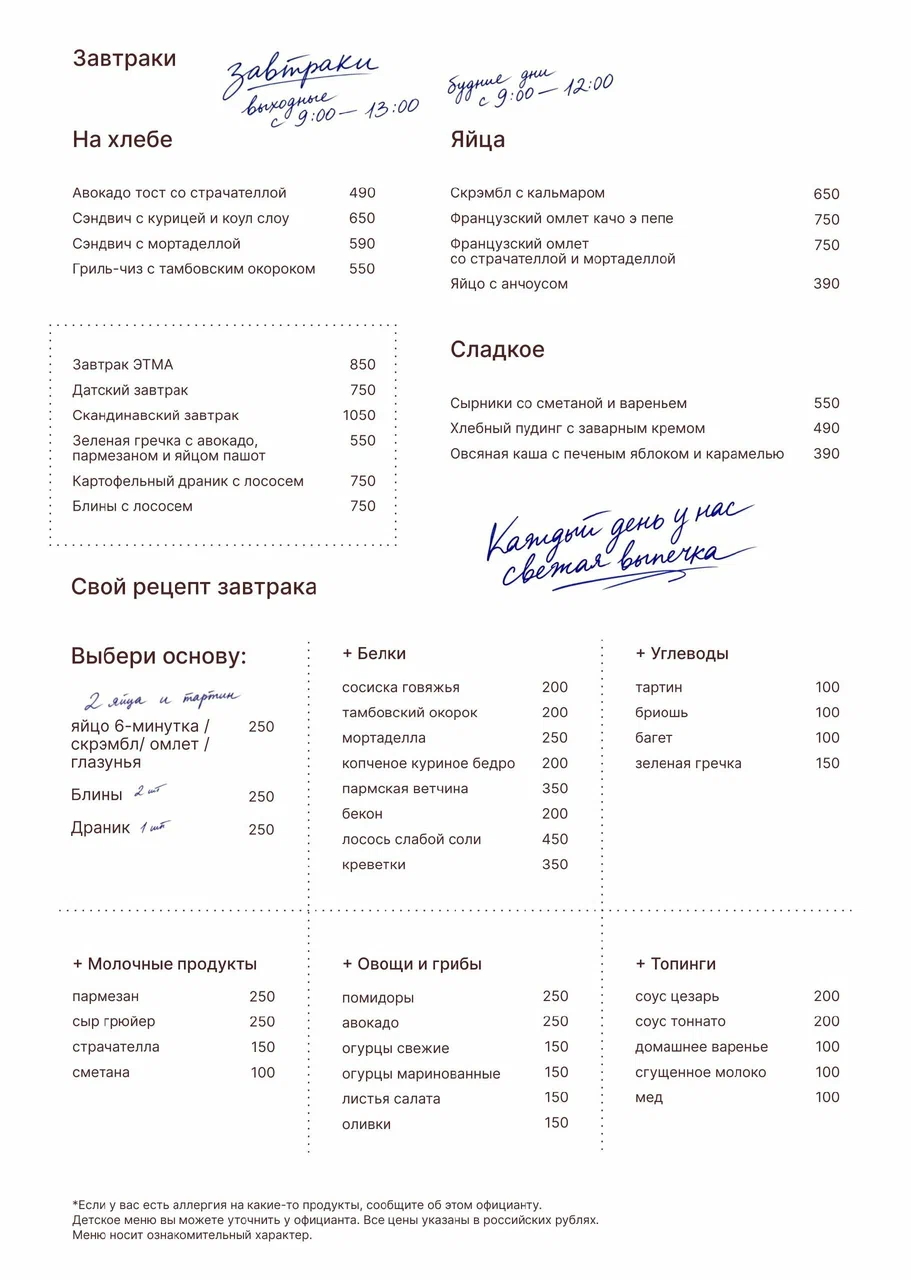 Завтраки
завтраки
выходные
с 9:00 — 13:00
будние дни
с 9:00 — 12:00
На хлебе
Авокадо тост со страчателлой 490
Сэндвич с курицей и коул слоу 650
Сэндвич с мортаделлой 590
Гриль-чиз с тамбовским окороком 550
Яйца
Скрэмбл с кальмаром 650
Французский омлет качо э пепе 750
Французский омлет 750
со страчателлой и мортаделлой
Яйцо с анчоусом 390
Завтрак ЭТМА 850
Датский завтрак 750
Скандинавский завтрак 1050
Зеленая гречка с авокадо, 550
пармезаном и яйцом пашот
Картофельный драник с лососем 750
Блины с лососем 750
Сладкое
Сырники со сметаной и вареньем 550
Хлебный пудинг с заварным кремом 490
Овсяная каша с печеным яблоком и карамелью 390
Каждый день у нас
свежая выпечка
Свой рецепт завтрака
Выбери основу:
2 яйца и тартин
яйцо 6-минутка / 250
скрэмбл/ омлет /
глазунья
Блины 2 шт 250
Драник 1 шт 250
+ Белки
сосиска говяжья 200
тамбовский окорок 200
мортаделла 250
копченое куриное бедро 200
пармская ветчина 350
бекон 200
лосось слабой соли 450
креветки 350
+ Углеводы
тартин 100
бриошь 100
багет 100
зеленая гречка 150
+ Молочные продукты
пармезан 250
сыр грюйер 250
страчателла 150
сметана 100
+ Овощи и грибы
помидоры 250
авокадо 250
огурцы свежие 150
огурцы маринованные 150
листья салата 150
оливки 150
+ Топинги
соус цезарь 200
соус тоннато 200
домашнее варенье 100
сгущенное молоко 100
мед 100
*Если у вас есть аллергия на какие-то продукты, сообщите об этом официанту.
Детское меню вы можете уточнить у официанта. Все цены указаны в российских рублях.
Меню носит ознакомительный характер.